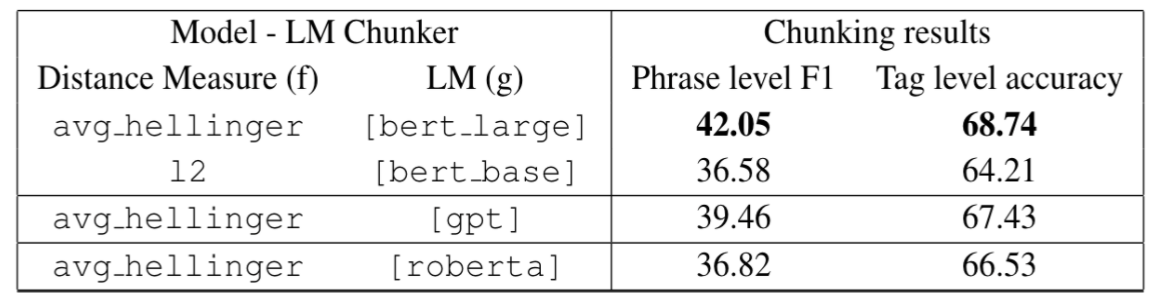 Model - LM Chunker Chunking results
Distance Measure (f) LM (g) Phrase level F1 Tag level accuracy
avg_hellinger [bert_large] 42.05 68.74
l2 [bert_base] 36.58 64.21
avg_hellinger [gpt] 39.46 67.43
avg_hellinger [roberta] 36.82 66.53